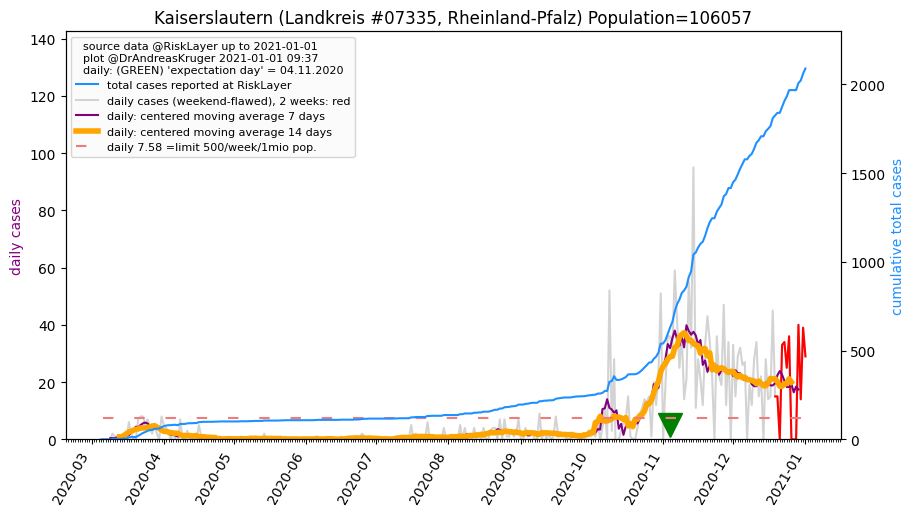 Kaiserslautern (Landkreis #07335, Rheinland-Pfalz) Population=106057
source data @RiskLayer up to 2021-01-01
plot @DrAndreasKruger 2021-01-01 09:37
daily: (GREEN) 'expectation day' = 04.11.2020
total cases reported at RiskLayer
daily cases (weekend-flawed), 2 weeks: red
daily: centered moving average 7 days
daily: centered moving average 14 days
daily 7.58 =limit 500/week/1mio pop.
daily cases
140
120
100
80
60
40
20
0
cumulative total cases
2000
1500
1000
500
0
2020-03
2020-04
2020-05
2020-06
2020-07
2020-08
2020-09
2020-10
2020-11
2020-12
2021-01